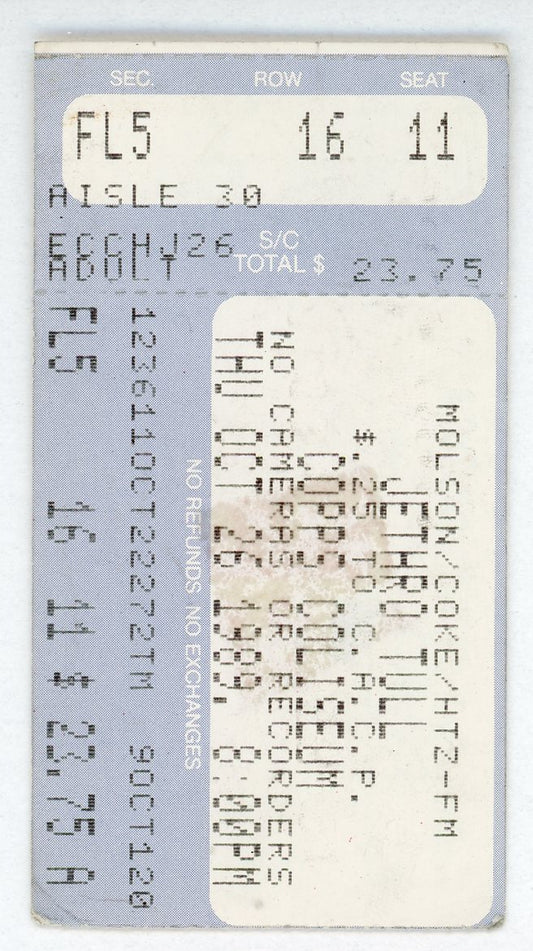 SEC. ROW SEAT
FL5 16 11
AISLE 30
ECCHJ26 S/C
ADULT TOTAL $ 23.75
MOLSON/COKE/HTZ-FM
JETHRO TULL
$.25 TO C.A.C.P.
COPPS COLISEUM
NO CAMERAS OR RECORDERS
THU OCT 26 1989, 8:00PM
NO REFUNDS NO EXCHANGES
123611OCT22272TM 9OCT120
FL5 16 11 $ 23.75 A